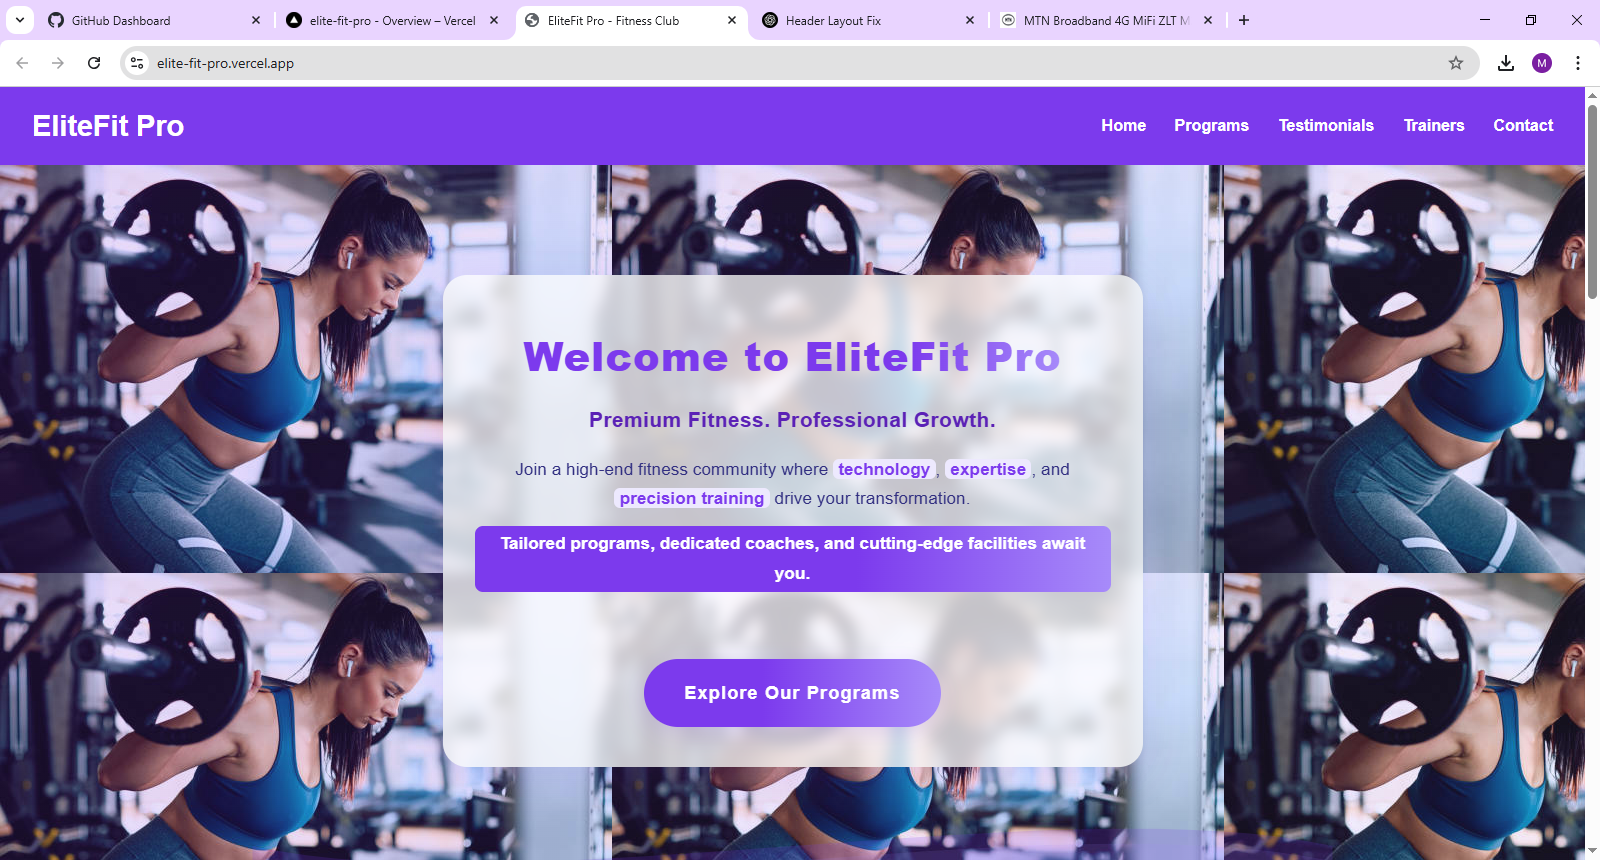 GitHub Dashboard
elite-fit-pro - Overview – Vercel
EliteFit Pro - Fitness Club
Header Layout Fix
MTN Broadband 4G MiFi ZLT M
elite-fit-pro.vercel.app
M
EliteFit Pro
Home Programs Testimonials Trainers Contact
Welcome to EliteFit Pro
Premium Fitness. Professional Growth.
Join a high-end fitness community where technology, expertise, and
precision training drive your transformation.
Tailored programs, dedicated coaches, and cutting-edge facilities await
you.
Explore Our Programs